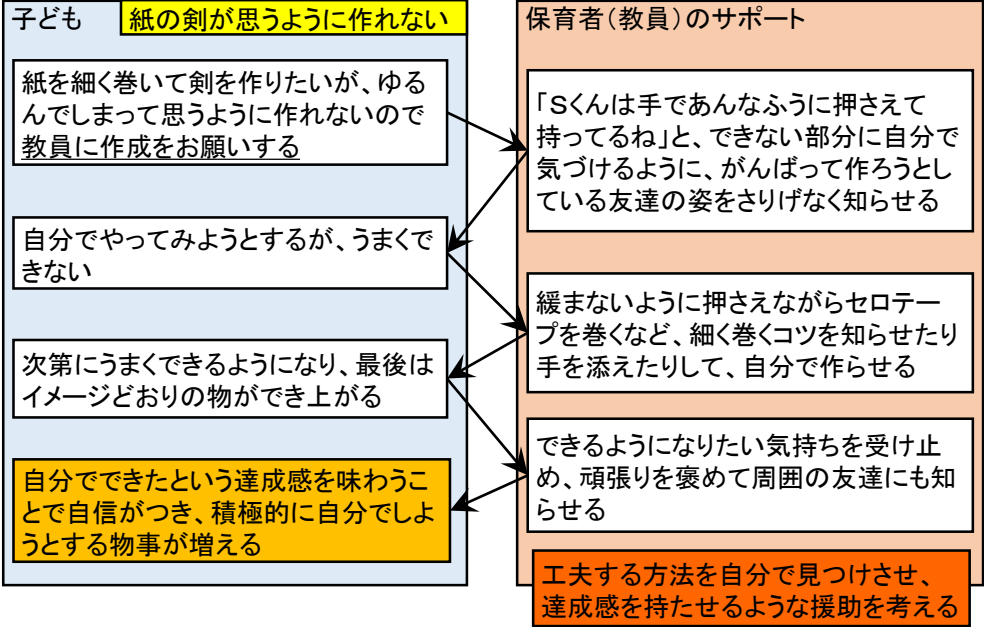 子ども
紙の剣が思うように作れない
紙を細く巻いて剣を作りたいが、ゆる
んでしまって思うように作れないので
教員に作成をお願いする
自分でやってみようとするが、うまくで
きない
次第にうまくできるようになり、最後は
イメージどおりの物ができ上がる
自分でできたという達成感を味わうこ
とで自信がつき、積極的に自分でしよ
うとする物事が増える
保育者(教員)のサポート
「Sくんは手であんなふうに押さえて
持ってるね」と、できない部分に自分で
気づけるように、がんばって作ろうとし
ている友達の姿をさりげなく知らせる
緩まないように押さえながらセロテー
プを巻くなど、細く巻くコツを知らせたり
手を添えたりして、自分で作らせる
できるようになりたい気持ちを受け止
め、頑張りを褒めて周囲の友達にも知
らせる
工夫する方法を自分で見つけさせ、
達成感を持たせるような援助を考える